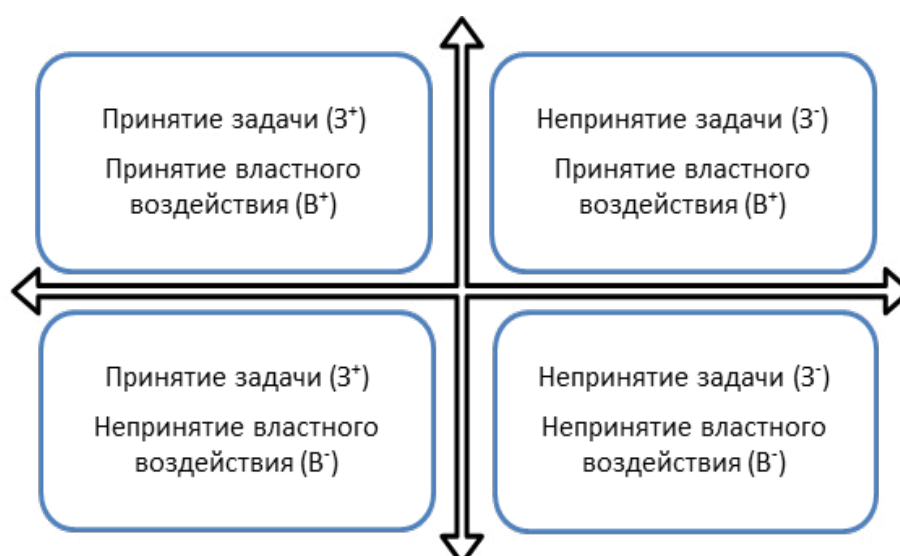 Принятие задачи (З⁺)
Принятие властного
воздействия (В⁺)
Непринятие задачи (З⁻)
Принятие властного
воздействия (В⁺)
Принятие задачи (З⁺)
Непринятие властного
воздействия (В⁻)
Непринятие задачи (З⁻)
Непринятие властного
воздействия (В⁻)